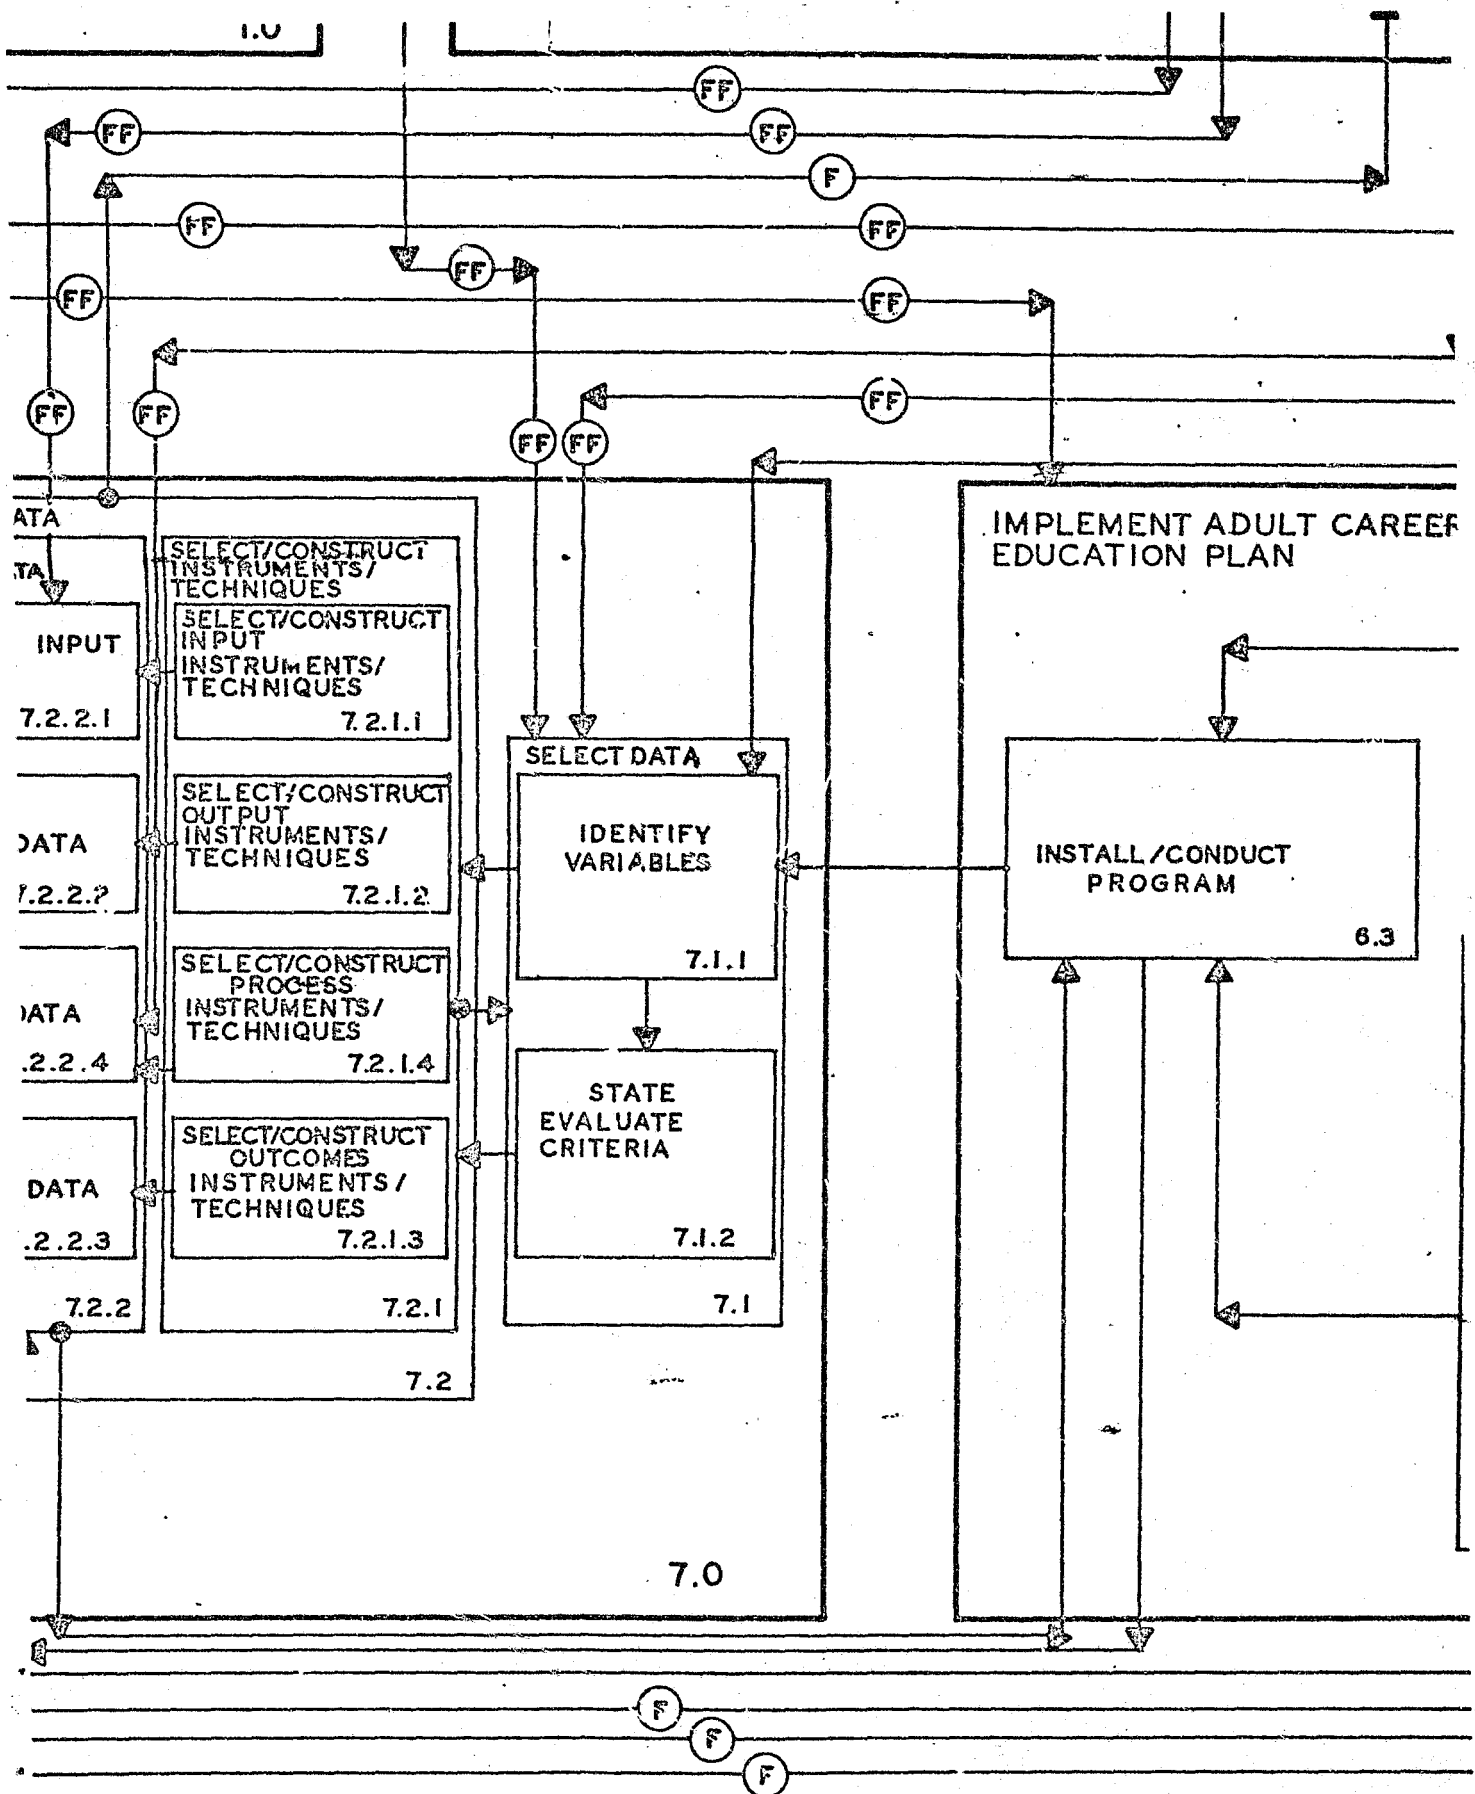 1.0
FF
FF
FF
F
FF
FF
FF
FF
FF
FF
FF
FF
FF
FF
ATA
TA
INPUT
7.2.2.1
DATA
7.2.2.2
DATA
.2.2.4
DATA
.2.2.3
7.2.2
SELECT/CONSTRUCT
INSTRUMENTS/
TECHNIQUES
SELECT/CONSTRUCT
INPUT
INSTRUMENTS/
TECHNIQUES
7.2.1.1
SELECT/CONSTRUCT
OUTPUT
INSTRUMENTS/
TECHNIQUES
7.2.1.2
SELECT/CONSTRUCT
PROCESS
INSTRUMENTS/
TECHNIQUES
7.2.1.4
SELECT/CONSTRUCT
OUTCOMES
INSTRUMENTS/
TECHNIQUES
7.2.1.3
7.2.1
7.2
SELECT DATA
IDENTIFY
VARIABLES
7.1.1
STATE
EVALUATE
CRITERIA
7.1.2
7.1
7.0
IMPLEMENT ADULT CAREER
EDUCATION PLAN
INSTALL/CONDUCT
PROGRAM
6.3
F
F
F